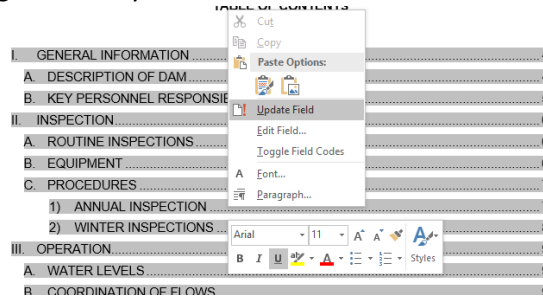 TABLE OF CONTENTS
I. GENERAL INFORMATION
A. DESCRIPTION OF DAM
B. KEY PERSONNEL
II. INSPECTION
A. ROUTINE INSPECTIONS
B. EQUIPMENT
C. PROCEDURES
1) ANNUAL INSPECTION
2) WINTER INSPECTIONS
III. OPERATION
A. WATER LEVELS
B. COORDINATION OF FLOWS
Cut
Copy
Paste Options:
Update Field
Edit Field...
Toggle Field Codes
A Font...
Paragraph...
Arial 11 A A A
B I U ab A Styles